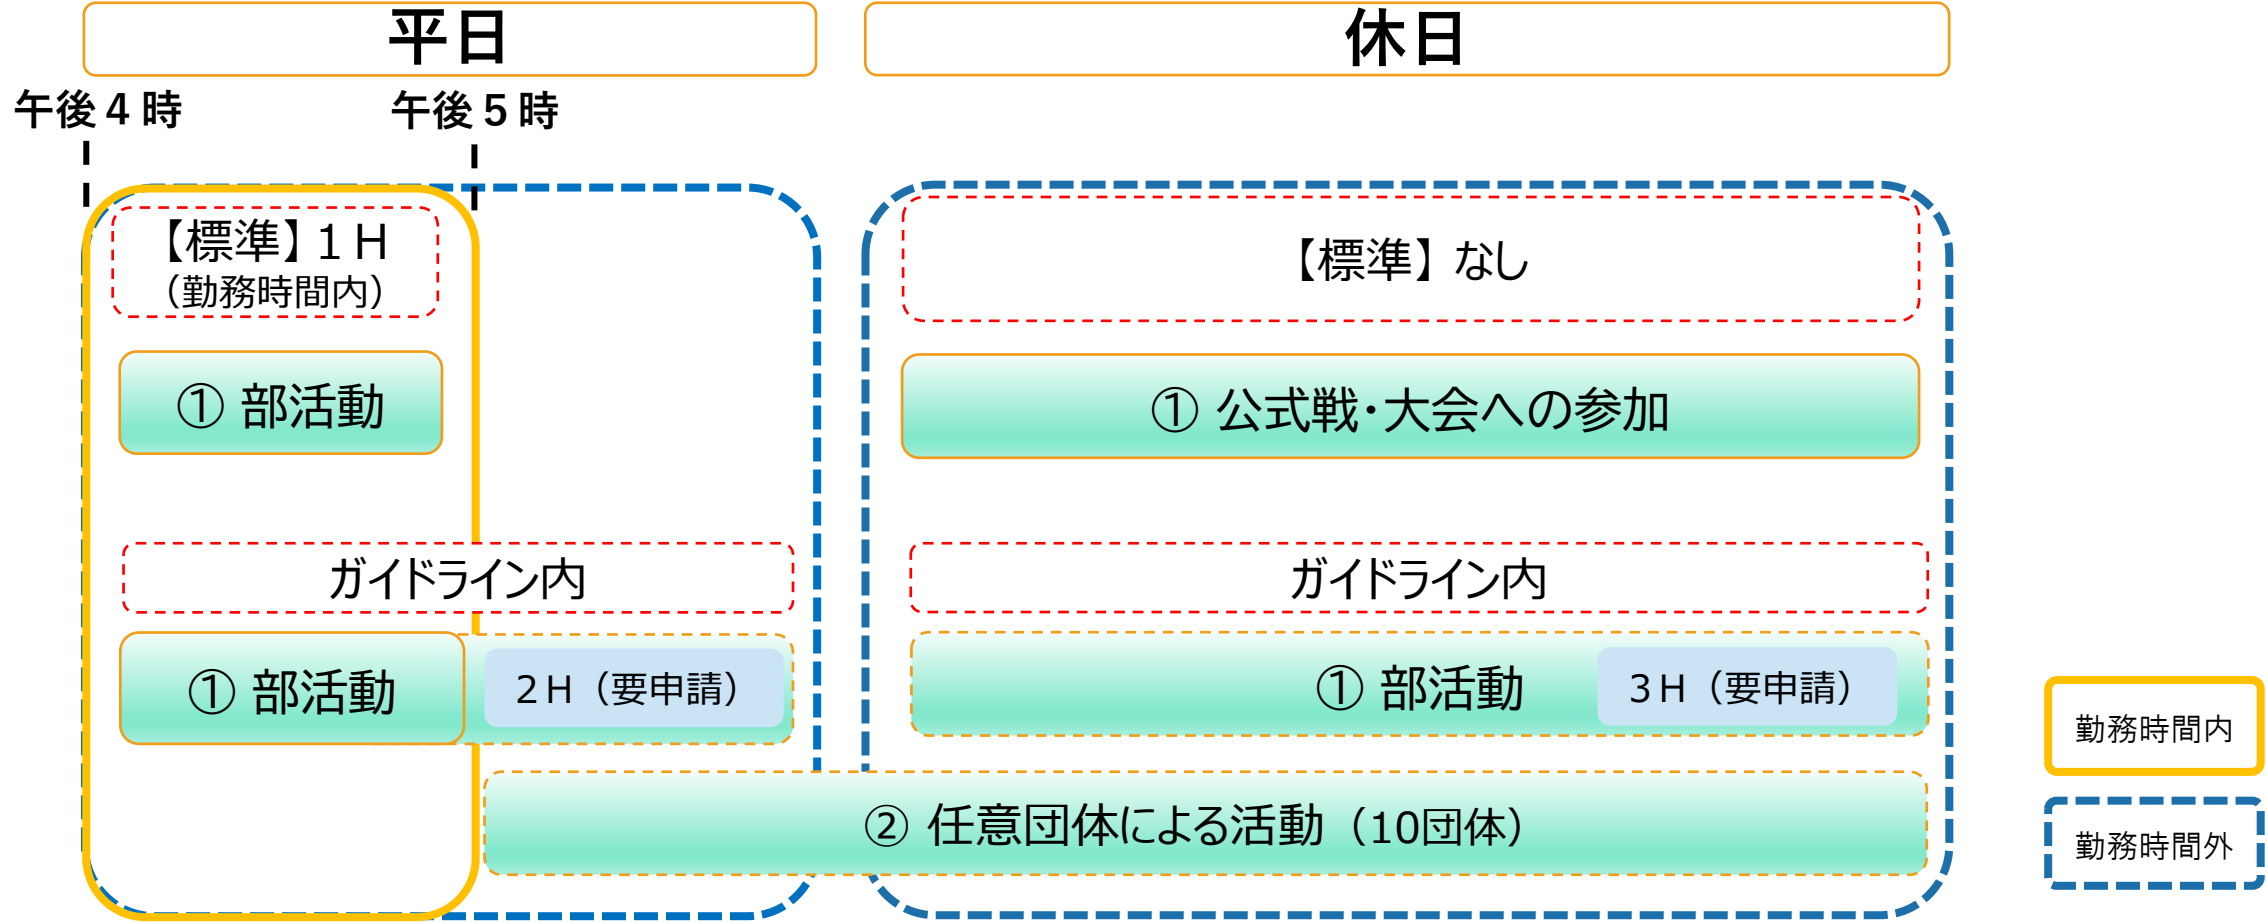 平日
休日
午後４時
午後５時
【標準】１Ｈ
（勤務時間内）
【標準】なし
① 部活動
① 公式戦・大会への参加
ガイドライン内
ガイドライン内
① 部活動
２Ｈ（要申請）
① 部活動
３Ｈ（要申請）
② 任意団体による活動（10団体）
勤務時間内
勤務時間外